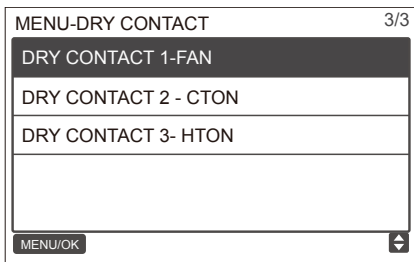 MENU-DRY CONTACT 3/3
DRY CONTACT 1-FAN
DRY CONTACT 2 - CTON
DRY CONTACT 3- HTON
MENU/OK